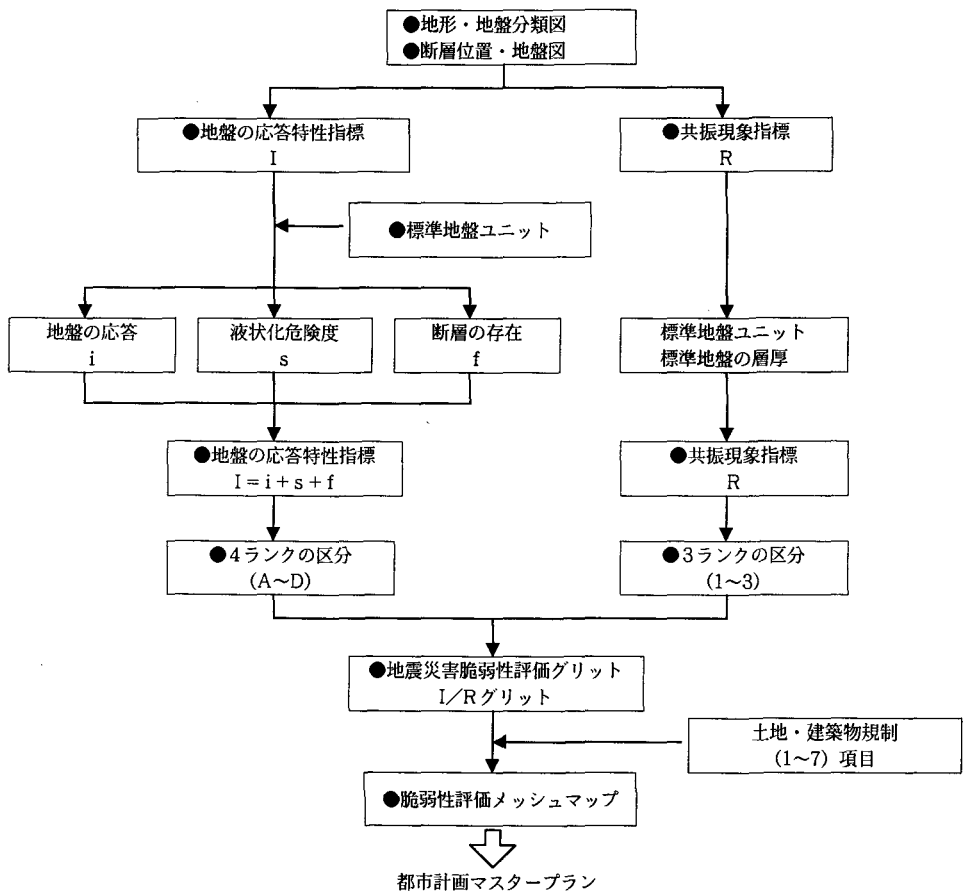 ●地形・地盤分類図
●断層位置・地盤図
●地盤の応答特性指標
I
●共振現象指標
R
●標準地盤ユニット
地盤の応答
i
液状化危険度
s
断層の存在
f
標準地盤ユニット
標準地盤の層厚
●地盤の応答特性指標
I=i+s+f
●共振現象指標
R
●4ランクの区分
(A〜D)
●3ランクの区分
(1〜3)
●地震災害脆弱性評価グリット
I/Rグリット
土地・建築物規制
(1〜7)項目
●脆弱性評価メッシュマップ
都市計画マスタープラン